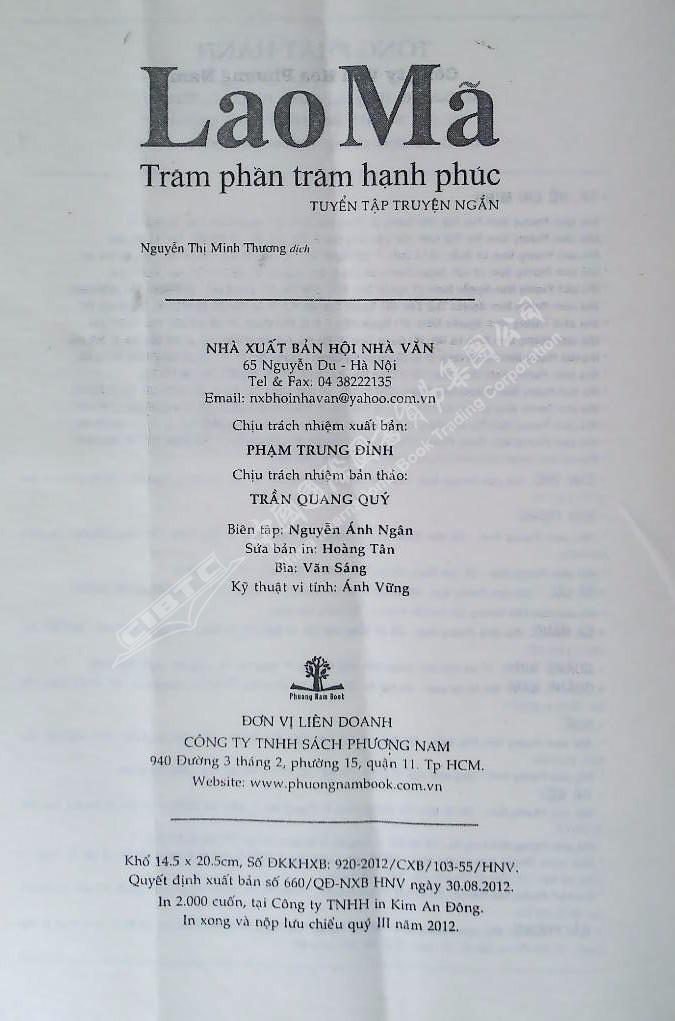 Lao Mã
Trăm phần trăm hạnh phúc
TUYỂN TẬP TRUYỆN NGẮN
Nguyễn Thị Minh Thương dịch
NHÀ XUẤT BẢN HỘI NHÀ VĂN
65 Nguyễn Du - Hà Nội
Tel & Fax: 04 38222135
Email: nxbhoinhavan@yahoo.com.vn
Chịu trách nhiệm xuất bản:
PHẠM TRUNG ĐỈNH
Chịu trách nhiệm bản thảo:
TRẦN QUANG QUÝ
Biên tập: Nguyễn Ánh Ngân
Sửa bản in: Hoàng Tân
Bìa: Văn Sáng
Kỹ thuật vi tính: Ánh Vững
CIBTC
Phuong Nam Book
ĐƠN VỊ LIÊN DOANH
CÔNG TY TNHH SÁCH PHƯƠNG NAM
940 Đường 3 tháng 2, phường 15, quận 11. Tp HCM.
Website: www.phuongnambook.com.vn
Khổ 14.5 x 20.5cm, Số ĐKKHXB: 920-2012/CXB/103-55/HNV.
Quyết định xuất bản số 660/QĐ-NXB HNV ngày 30.08.2012.
In 2.000 cuốn, tại Công ty TNHH in Kim An Đông.
In xong và nộp lưu chiểu quý III năm 2012.